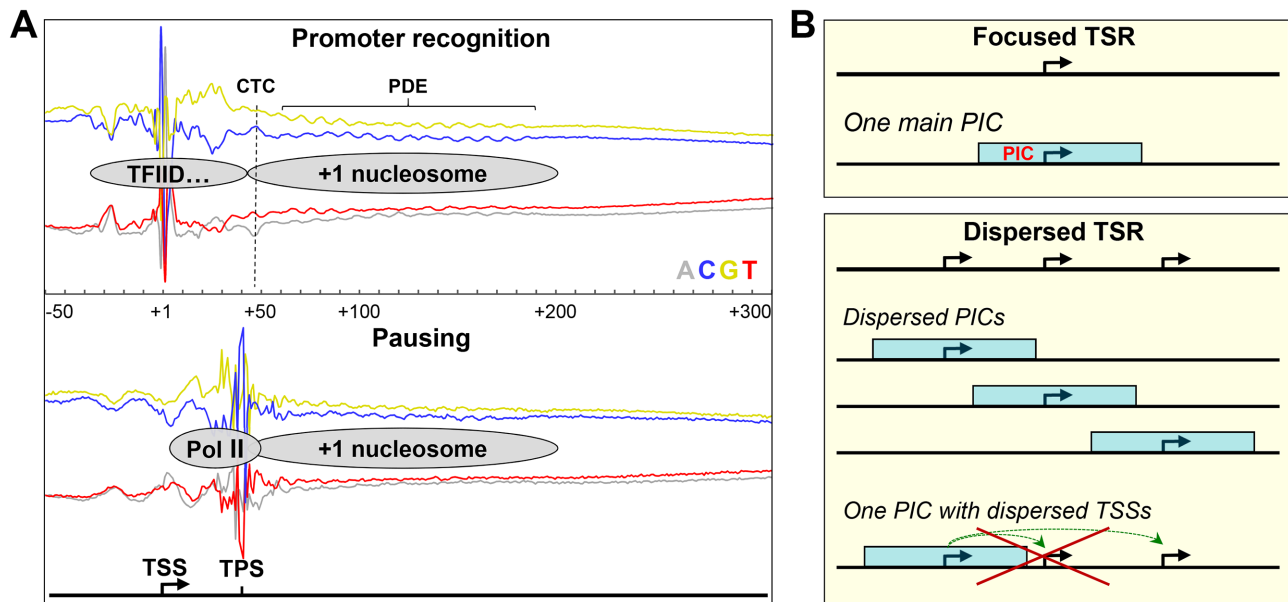 A
Promoter recognition
CTC
PDE
TFIID...
+1 nucleosome
ACGT
-50 +1 +50 +100 +200 +300
Pausing
Pol II
+1 nucleosome
TSS
TPS
B
Focused TSR
One main PIC
PIC
Dispersed TSR
Dispersed PICs
One PIC with dispersed TSSs